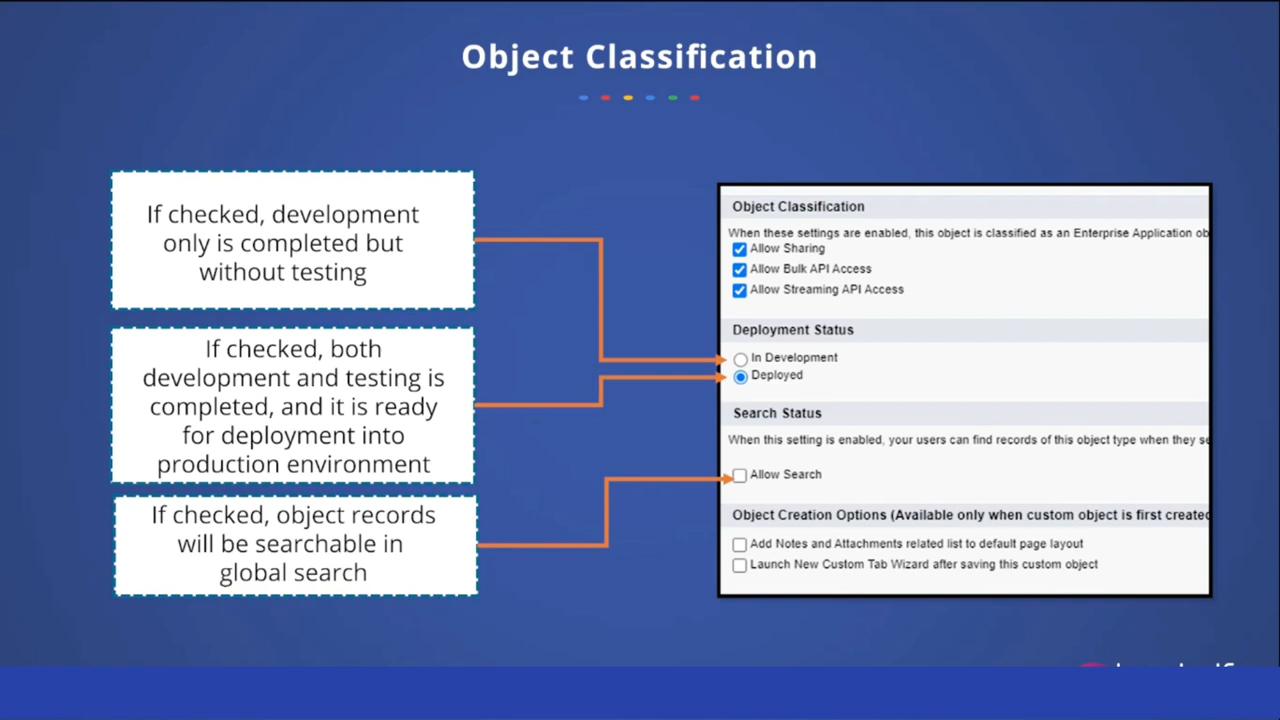 Object Classification
If checked, development
only is completed but
without testing
If checked, both
development and testing is
completed, and it is ready
for deployment into
production environment
If checked, object records
will be searchable in
global search
Object Classification
When these settings are enabled, this object is classified as an Enterprise Application
Allow Sharing
Allow Bulk API Access
Allow Streaming API Access
Deployment Status
In Development
Deployed
Search Status
When this setting is enabled, your users can find records of this object type when they
Allow Search
Object Creation Options (Available only when custom object is first
Add Notes and Attachments related list to default page layout
Launch New Custom Tab Wizard after saving this custom object